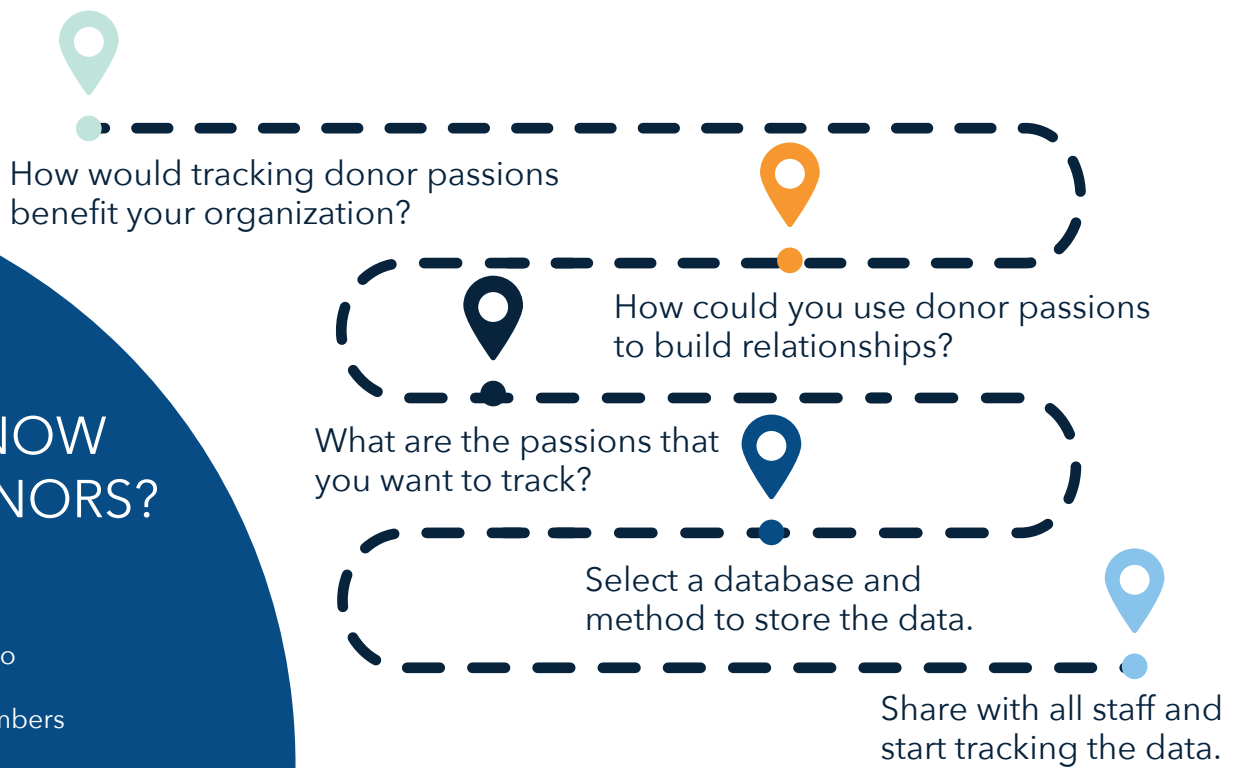 How would tracking donor passions
benefit your organization?
How could you use donor passions
to build relationships?
What are the passions that
you want to track?
Select a database and
method to store the data.
Share with all staff and
start tracking the data.
NOW
NORS?
o
mbers